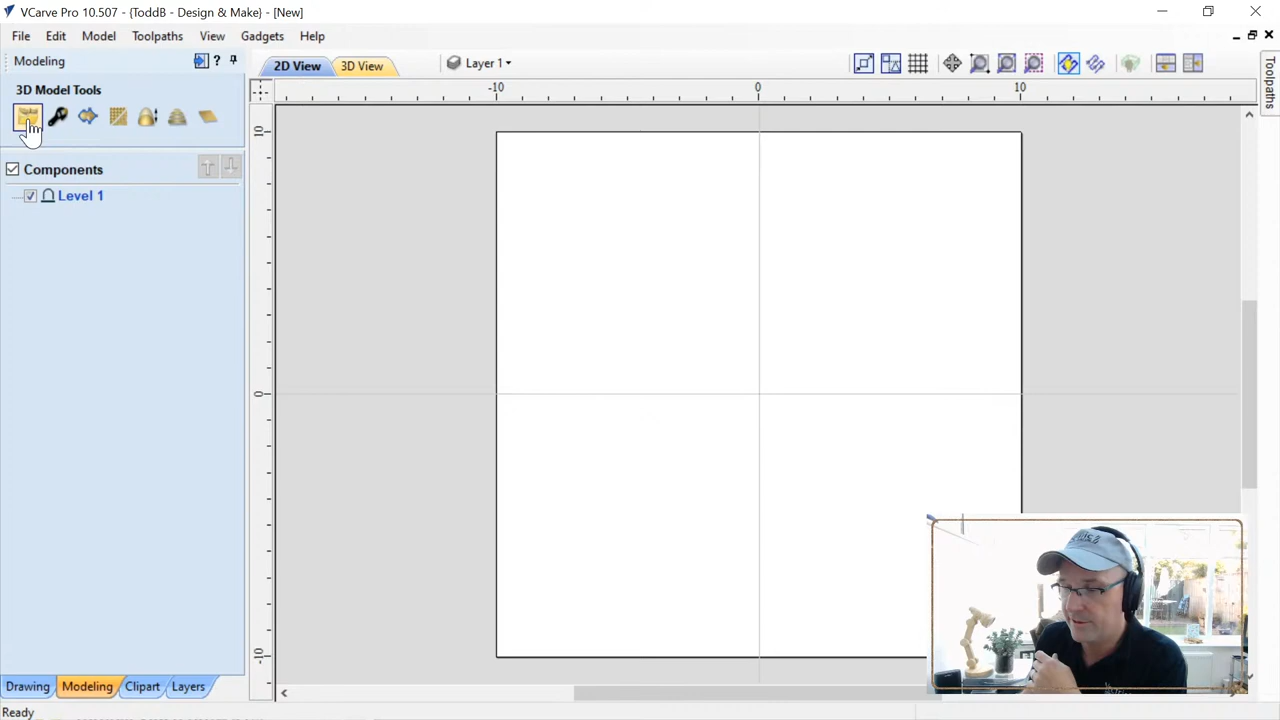 VCarve Pro 10.507 - {ToddB - Design & Make} - [New]
File Edit Model Toolpaths View Gadgets Help
Modeling ?
2D View 3D View Layer 1
3D Model Tools
-10 0 10
Toolpaths
10
Components
Level 1
0
-10
Drawing Modeling Clipart Layers
Ready